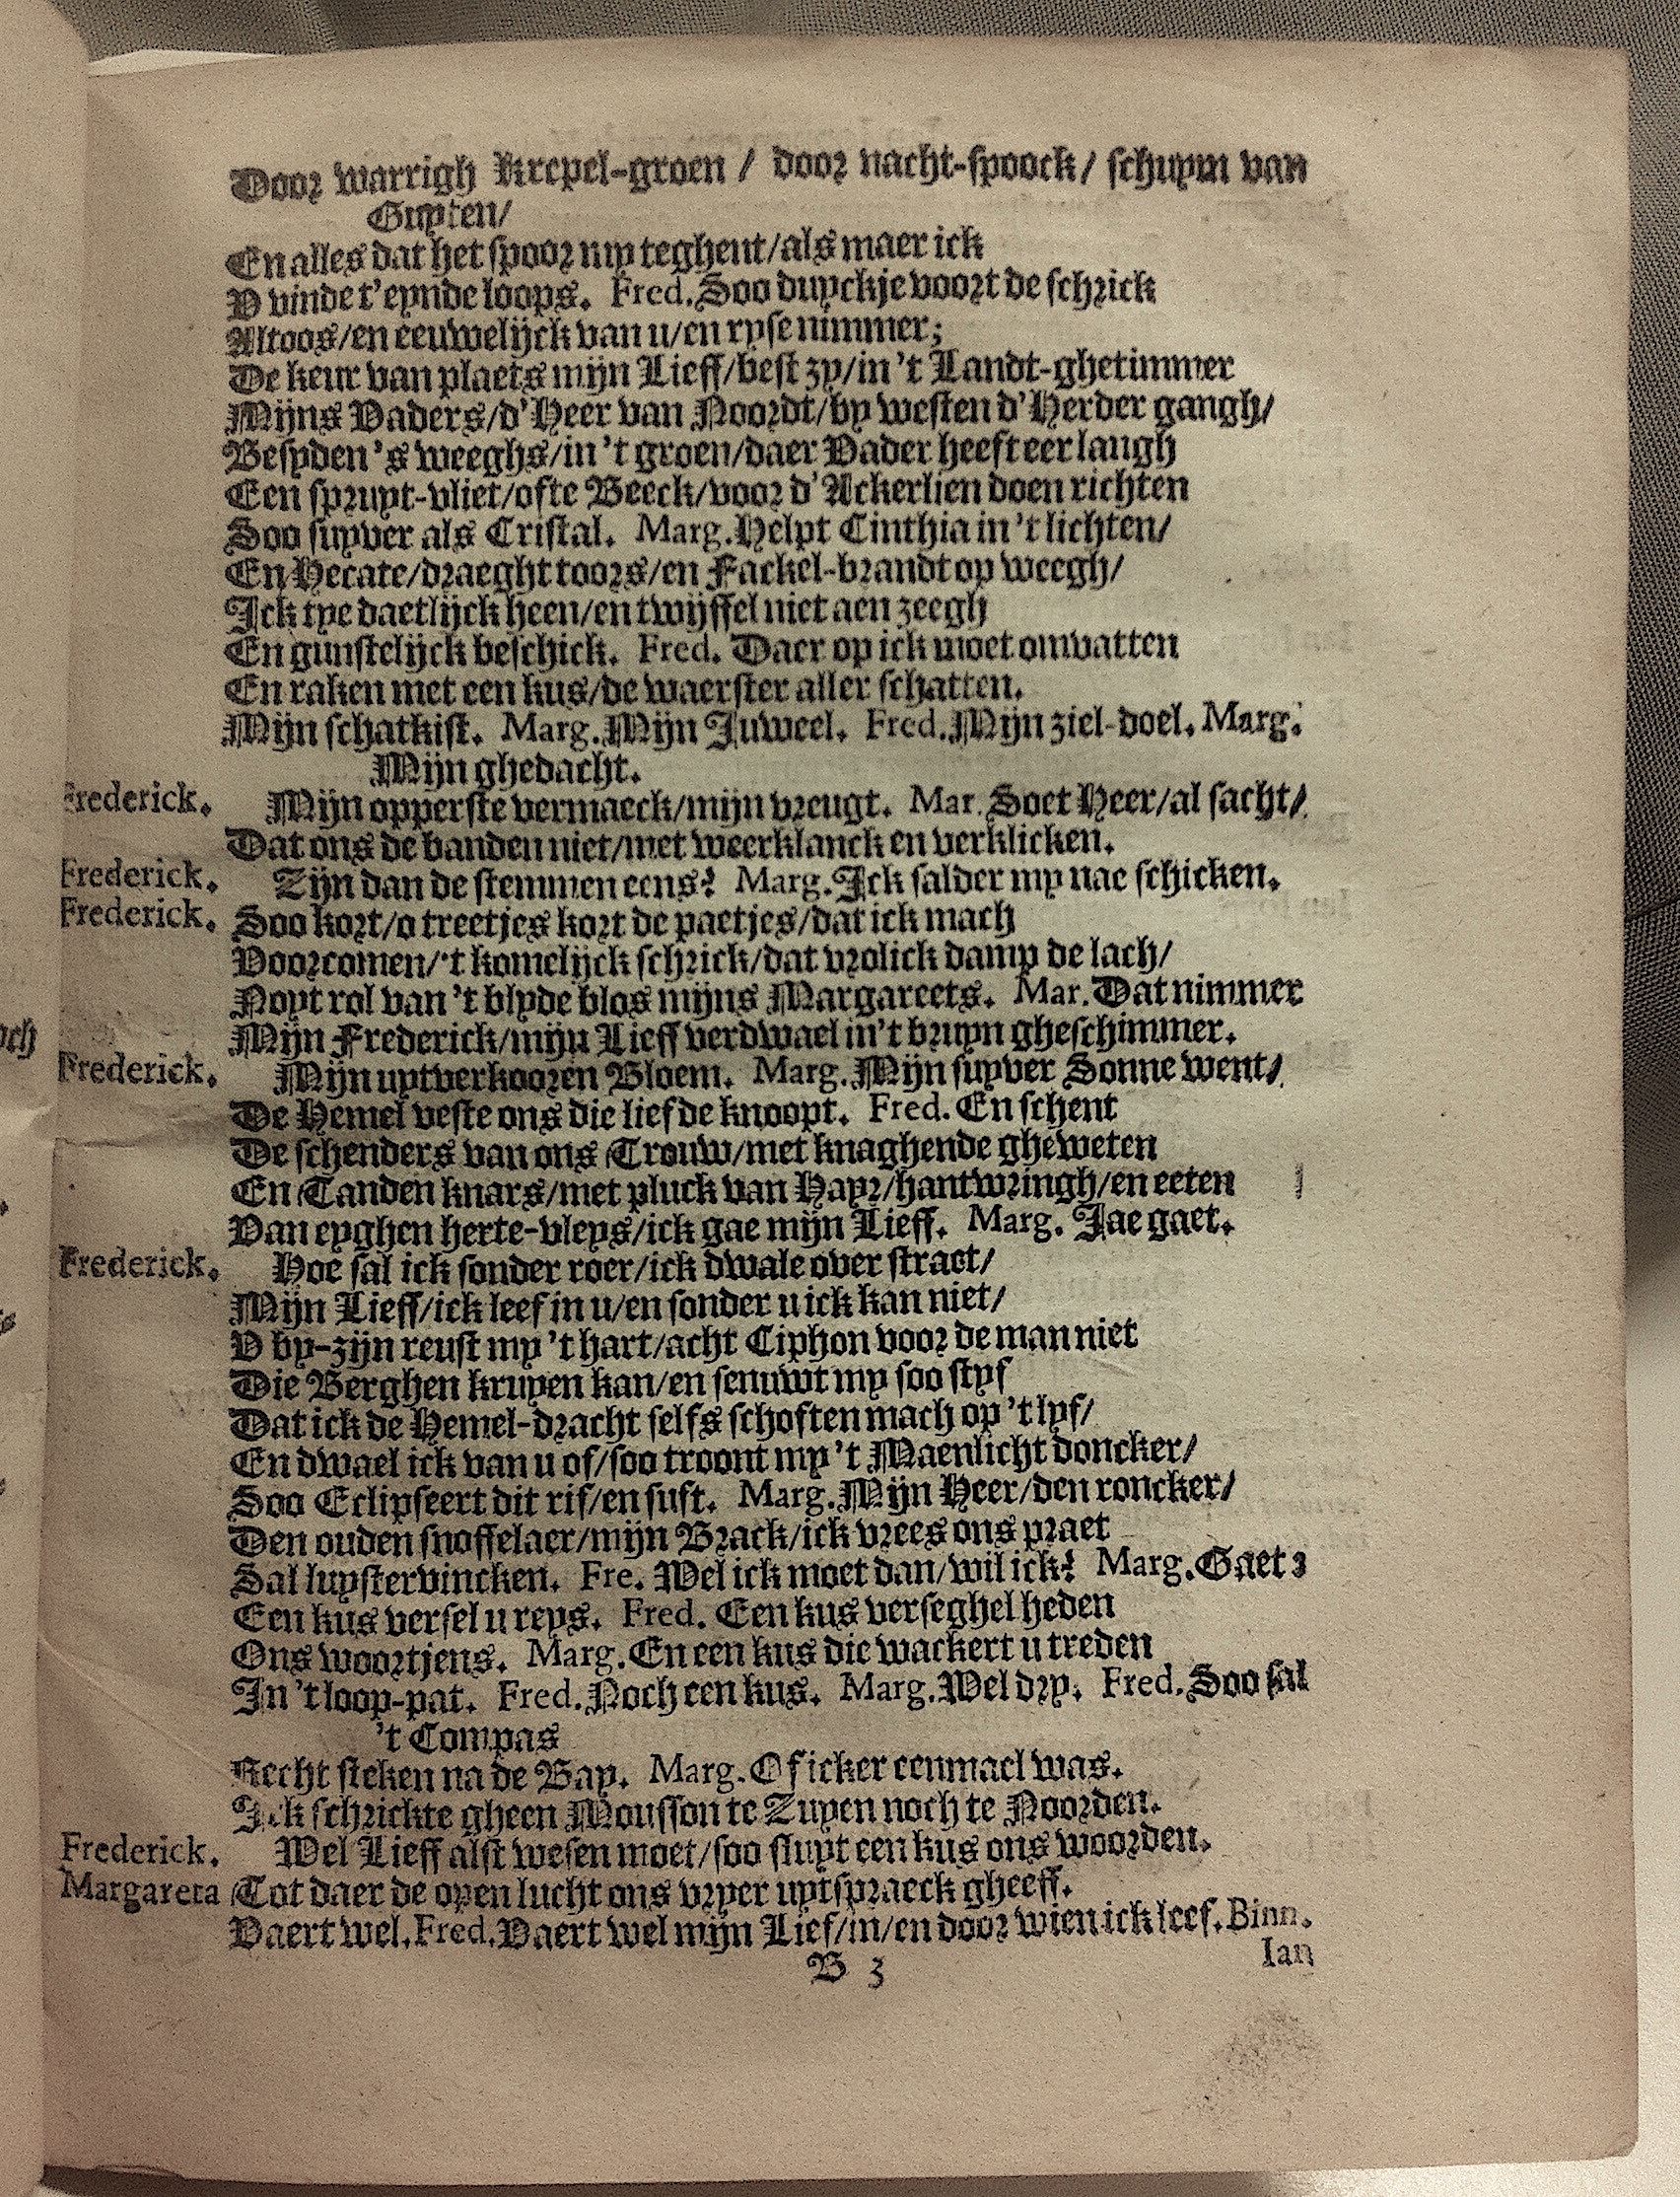 Door warrigh Krepel-groen / door nacht-spoock / schuym van
Guyten/
En alles dat het spoor my teghent/als maer ick
V vinde t'eynde loops. Fred. Soo duyckje voort de schrick
Altoos/en eeuwelijck van u/en ryse nimmer;
De keur van plaets mijn Lieff/best zy/in 't Landt-ghetimmer
Mijns Vaders/d'Heer van Noordt/by westen d'Herder gangh/
Besyden 's weeghs/in 't groen/daer Vader heeft eer langh
Een spruyt-vliet/ofte Beeck/voor d'Ackerlien doen richten
Soo suyver als Cristal. Marg. Helpt Cinthia in 't lichten/
En Hecate/draeght toors/en Fackel-brandt op weegh/
Ick tye daetlijck heen/en twijffel niet aen zeegh
En gunstelijck beschick. Fred. Daer op ick moet omvatten
En raken met een kus/de waerster aller schatten.
Mijn schatkist. Marg. Mijn Juweel. Fred. Mijn ziel-doel. Marg.
Mijn ghedacht.
Frederick. Mijn opperste vermaeck/mijn vreugt. Mar. Soet Heer/al sacht/
Dat ons de banden niet/met weerklanck en verklicken.
Frederick. Zijn dan de stemmen eens? Marg. Ick salder my nae schicken.
Frederick. Soo kort/o treetjes kort de paetjes/dat ick mach
Voorcomen/'t komelijck schrick/dat vrolick damp de lach/
Noyt rol van 't blyde blos mijns Margareets. Mar. Dat nimmer
Mijn Frederick/mijn Lieff verdwael in't bruyn gheschimmer.
Frederick. Mijn uytverkooren Bloem. Marg. Mijn suyver Sonne went/
De Hemel veste ons die liefde knoopt. Fred. En schent
De schenders van ons Trouw/met knaghende gheweten
En Tanden knars/met pluck van Hayr/hantwringh/en eeten
Van eyghen herte-vleys/ick gae mijn Lieff. Marg. Jae gaet.
Frederick. Hoe sal ick sonder roer/ick dwale over straet/
Mijn Lieff/ick leef in u/en sonder u ick kan niet/
V by-zijn reust my 't hart/acht Ciphon voor de man niet
Die Berghen kruyen kan/en senuwt my soo styf
Dat ick de Hemel-dracht selfs schoften mach op 't lyf/
En dwael ick van u of/soo troont my 't Maenlicht doncker/
Soo Eclipseert dit rif/en suft. Marg. Mijn Heer/den roncker/
Den ouden snoffelaer/mijn Brack/ick vrees ons praet
Sal luystervincken. Fre. Wel ick moet dan/wil ick? Marg. Gaet
Een kus versel u reys. Fred. Een kus verseghel heden
Ons woortjens. Marg. En een kus die wackert u treden
In 't loop-pat. Fred. Noch een kus. Marg. Wel dry. Fred. Soo sal
't Compas
Recht steken na de Bay. Marg. Of icker eenmael was.
Ick schrickte gheen Mousson te Zuyen noch te Noorden.
Frederick. Wel Lieff alst wesen moet/soo sluyt een kus ons woorden.
Margareta Tot daer de open lucht ons vryer uytspraeck gheeff.
Vaert wel. Fred. Vaert wel mijn Lief/in/en door wien ick leef. Binn.
B 3 Ian